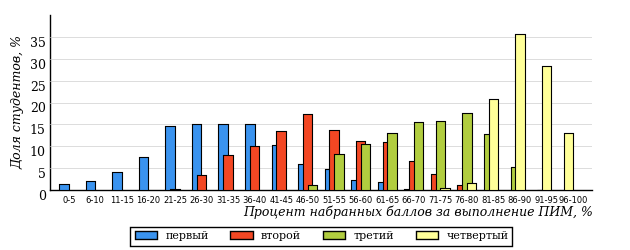 Доля студентов, %
35
30
25
20
15
10
5
0
0-5 6-10 11-15 16-20 21-25 26-30 31-35 36-40 41-45 46-50 51-55 56-60 61-65 66-70 71-75 76-80 81-85 86-90 91-95 96-100
Процент набранных баллов за выполнение ПИМ, %
первый второй третий четвертый